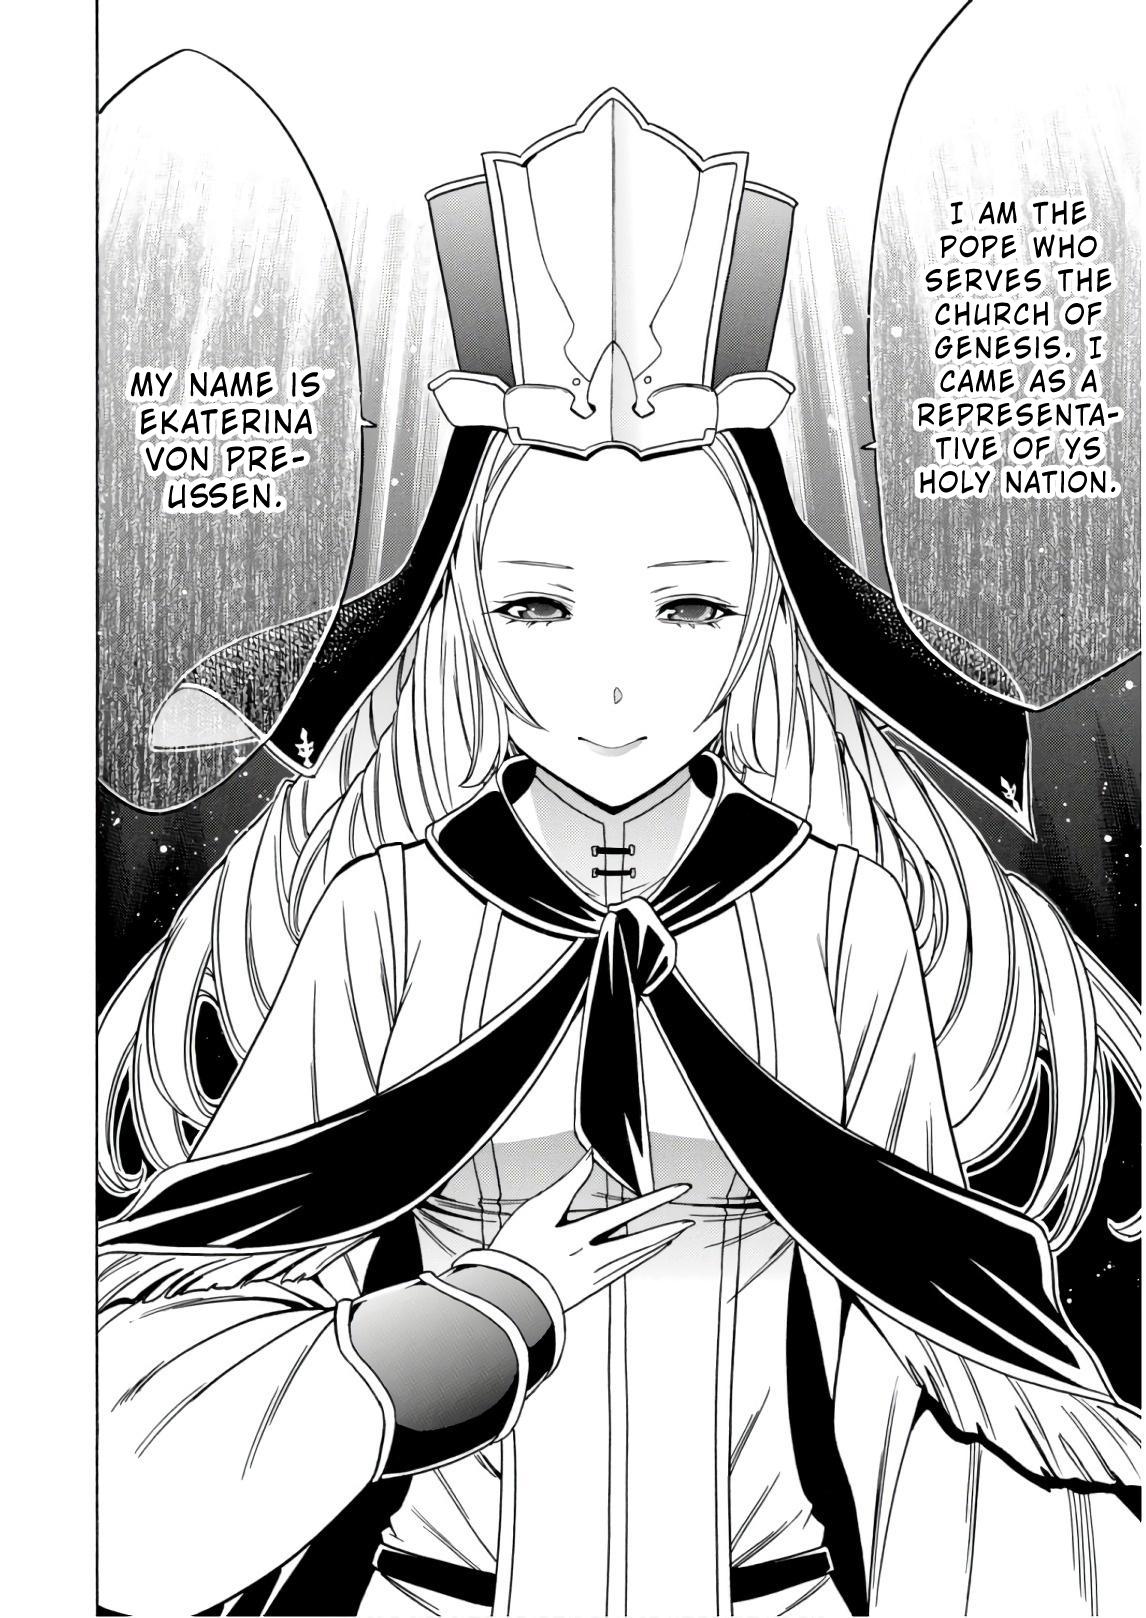 I AM THE
POPE WHO
SERVES THE
CHURCH OF
GENESIS. I
CAME AS A
REPRESENTA-
TIVE OF YS
HOLY NATION.
MY NAME IS
EKATERINA
VON PRE-
USSEN.